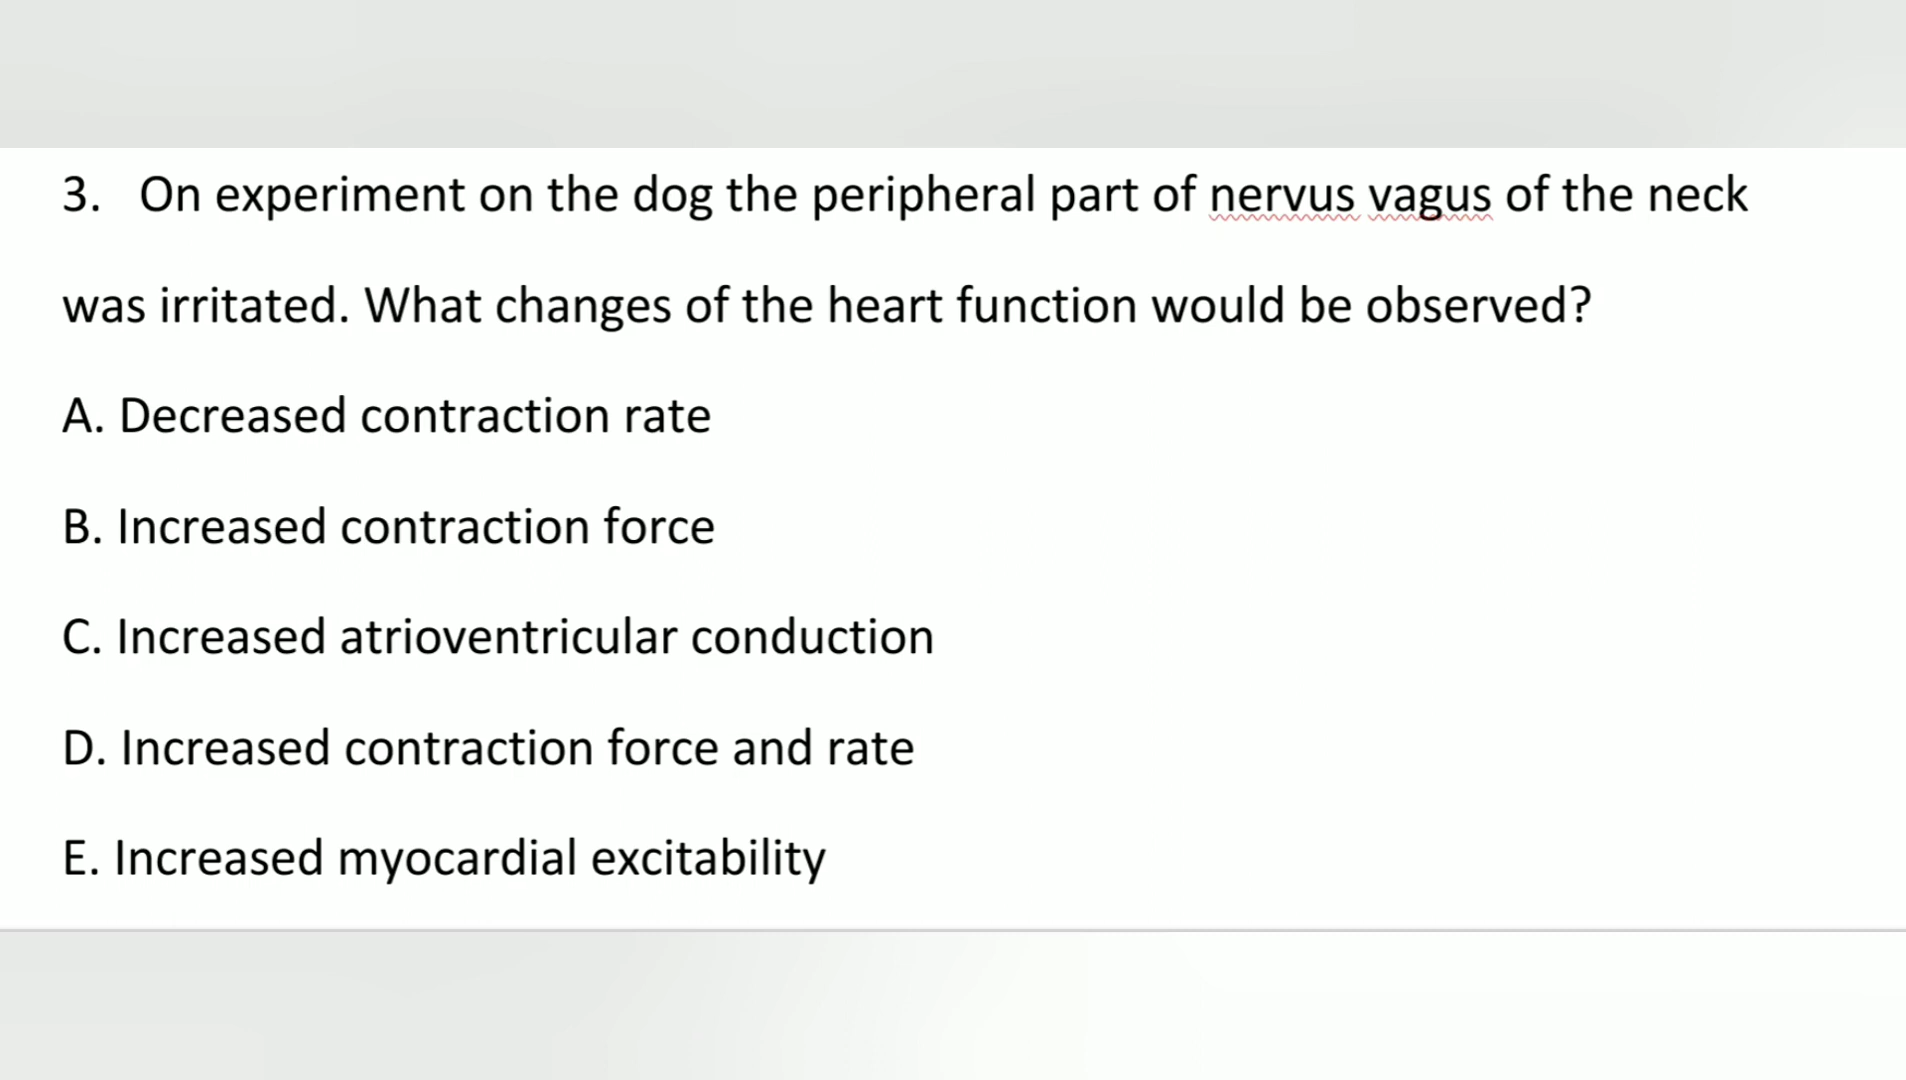 3. On experiment on the dog the peripheral part of nervus vagus of the neck
was irritated. What changes of the heart function would be observed?
A. Decreased contraction rate
B. Increased contraction force
C. Increased atrioventricular conduction
D. Increased contraction force and rate
E. Increased myocardial excitability